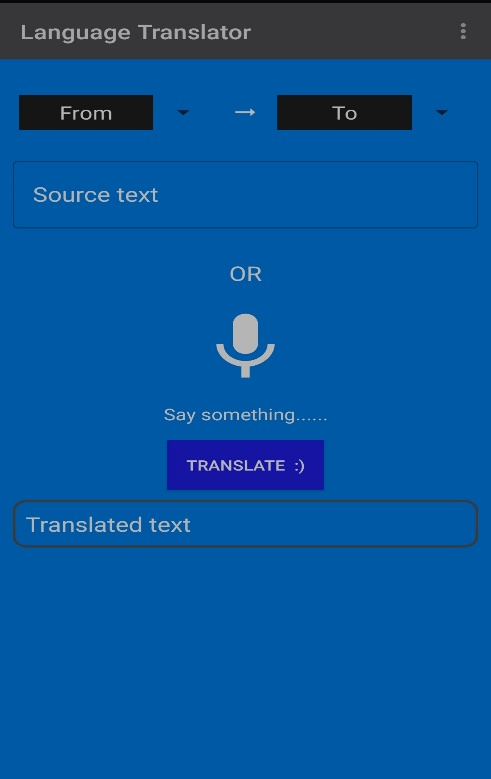 Language Translator
From → To
Source text
OR
Say something......
TRANSLATE :)
Translated text